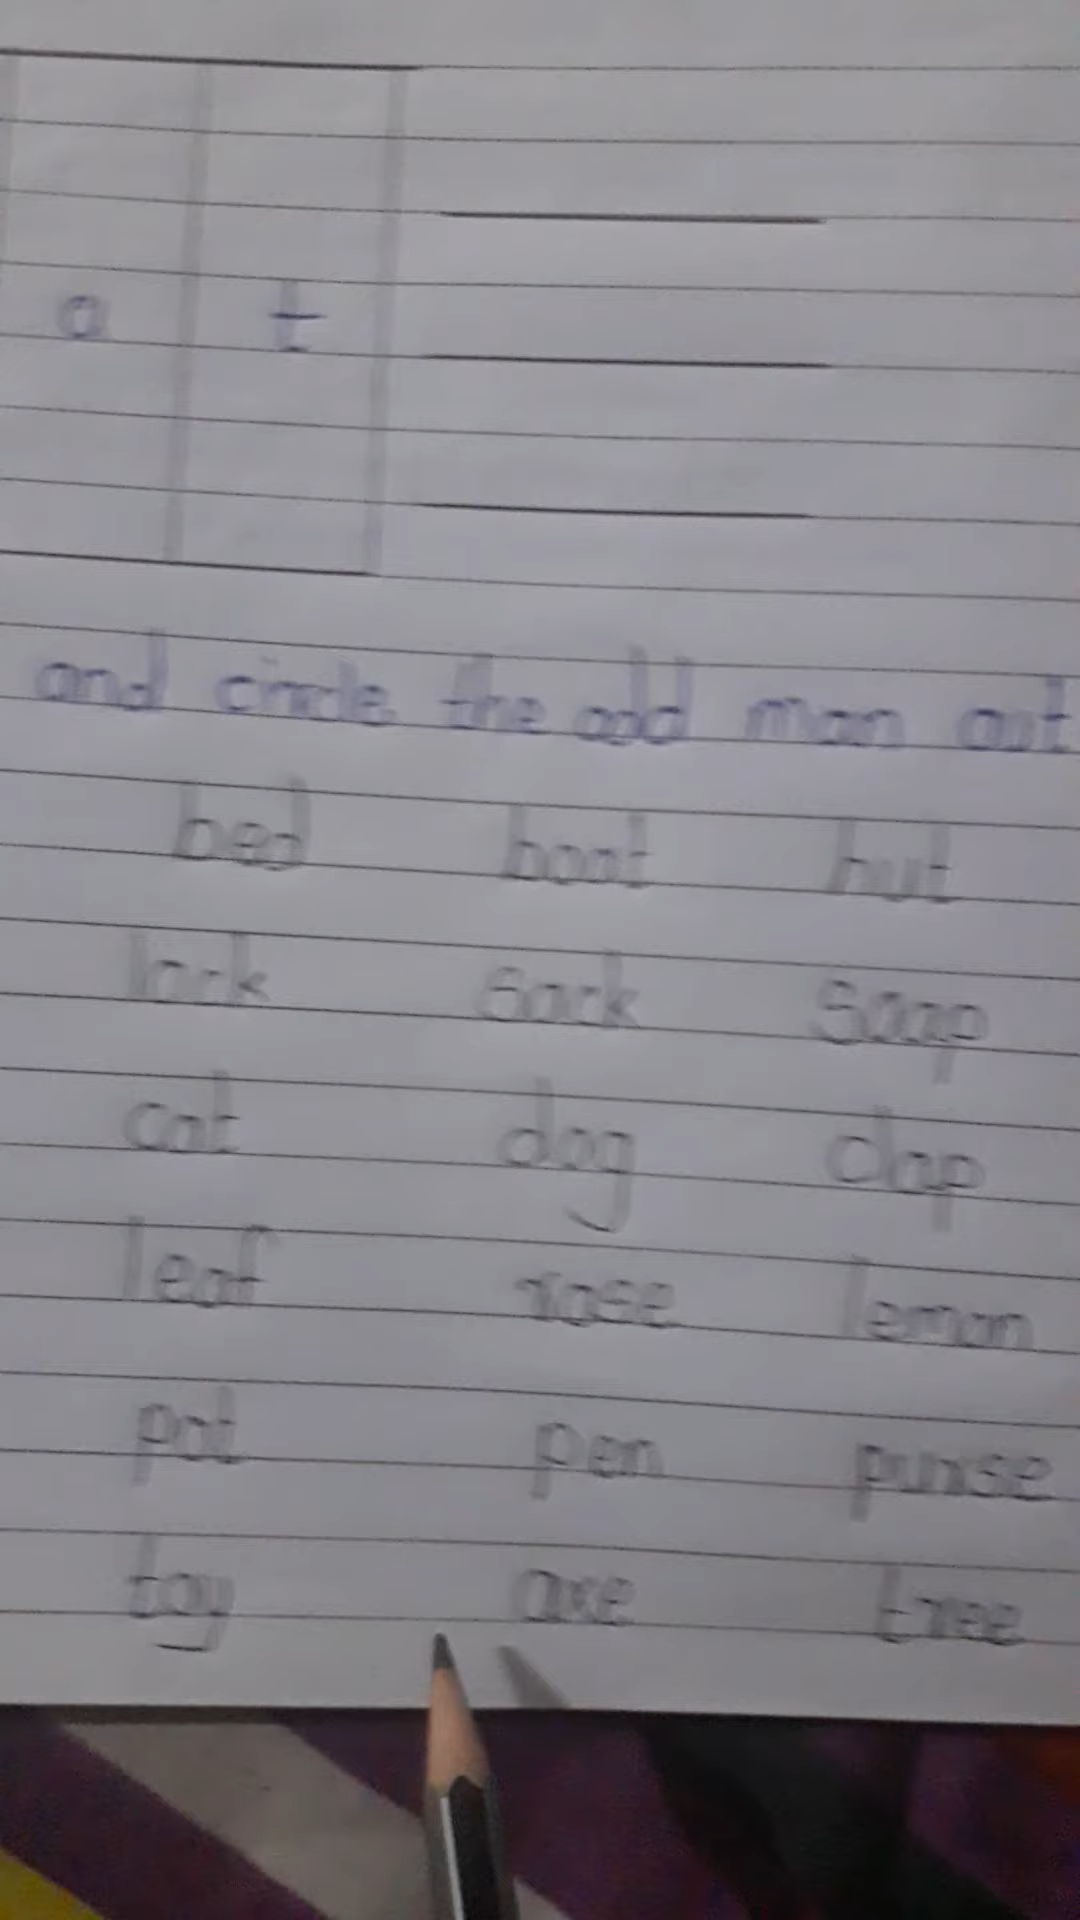 a t
and circle the odd man out
bed boat hut
lock sock soap
cat dog clap
leaf rose lemon
pot pen purse
toy axe tree